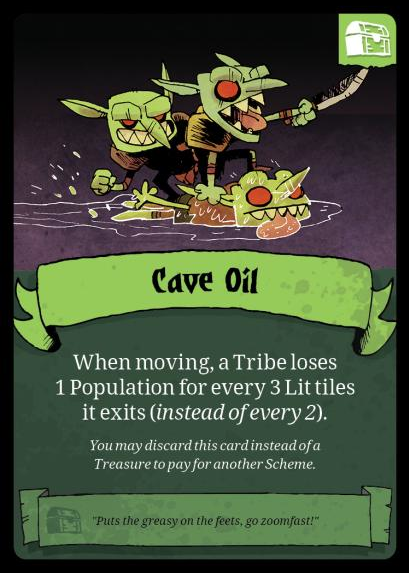 Cave Oil
When moving, a Tribe loses
1 Population for every 3 Lit tiles
it exits (instead of every 2).
You may discard this card instead of a
Treasure to pay for another Scheme.
"Puts the greasy on the feets, go zoomfast!"